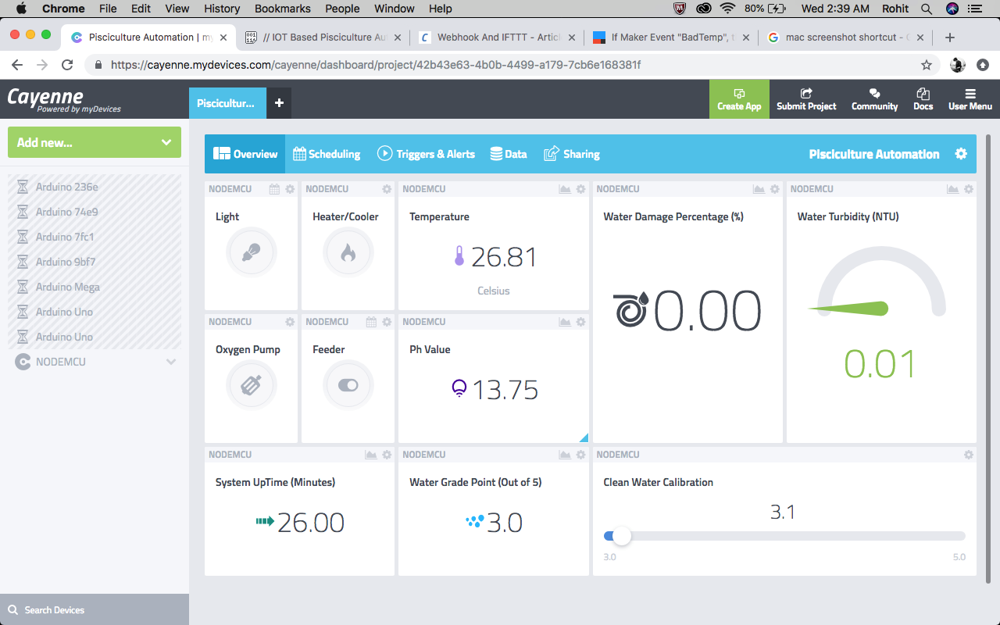 Chrome File Edit View History Bookmarks People Window Help 80% Wed 2:39 AM Rohit
Pisciculture Automation | my
// IOT Based Pisciculture Au
Webhook And IFTTT - Articl
If Maker Event "BadTemp", t
mac screenshot shortcut - G
https://cayenne.mydevices.com/cayenne/dashboard/project/42b43e63-4b0b-4499-a179-7cb6e168381f
Cayenne
Powered by myDevices
Piscicultur...
+
Create App
Submit Project
Community
Docs
User Menu
Add new...
Arduino 236e
Arduino 74e9
Arduino 7fc1
Arduino 9bf7
Arduino Mega
Arduino Uno
Arduino Uno
NODEMCU
Search Devices
Overview Scheduling Triggers & Alerts Data Sharing Pisciculture Automation
NODEMCU
Light
NODEMCU
Heater/Cooler
NODEMCU
Temperature
26.81
Celsius
NODEMCU
Water Damage Percentage (%)
0.00
NODEMCU
Water Turbidity (NTU)
0.01
NODEMCU
Oxygen Pump
NODEMCU
Feeder
NODEMCU
Ph Value
13.75
NODEMCU
System UpTime (Minutes)
26.00
NODEMCU
Water Grade Point (Out of 5)
3.0
NODEMCU
Clean Water Calibration
3.1
3.0 5.0